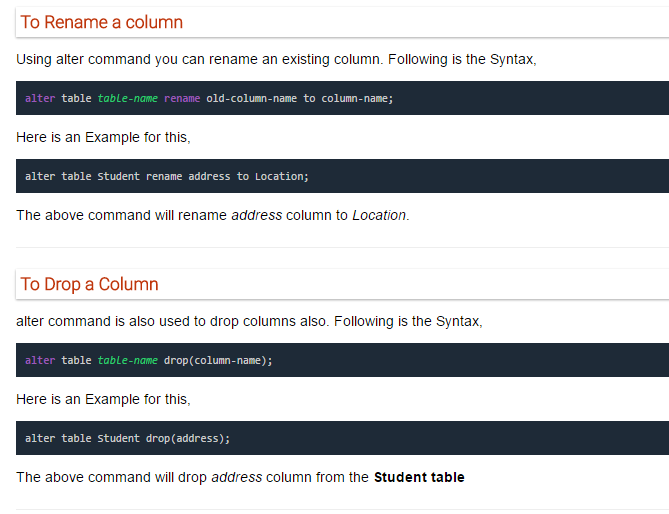 To Rename a column
Using alter command you can rename an existing column. Following is the Syntax,
alter table table-name rename old-column-name to column-name;
Here is an Example for this,
alter table Student rename address to Location;
The above command will rename address column to Location.
To Drop a Column
alter command is also used to drop columns also. Following is the Syntax,
alter table table-name drop(column-name);
Here is an Example for this,
alter table Student drop(address);
The above command will drop address column from the Student table